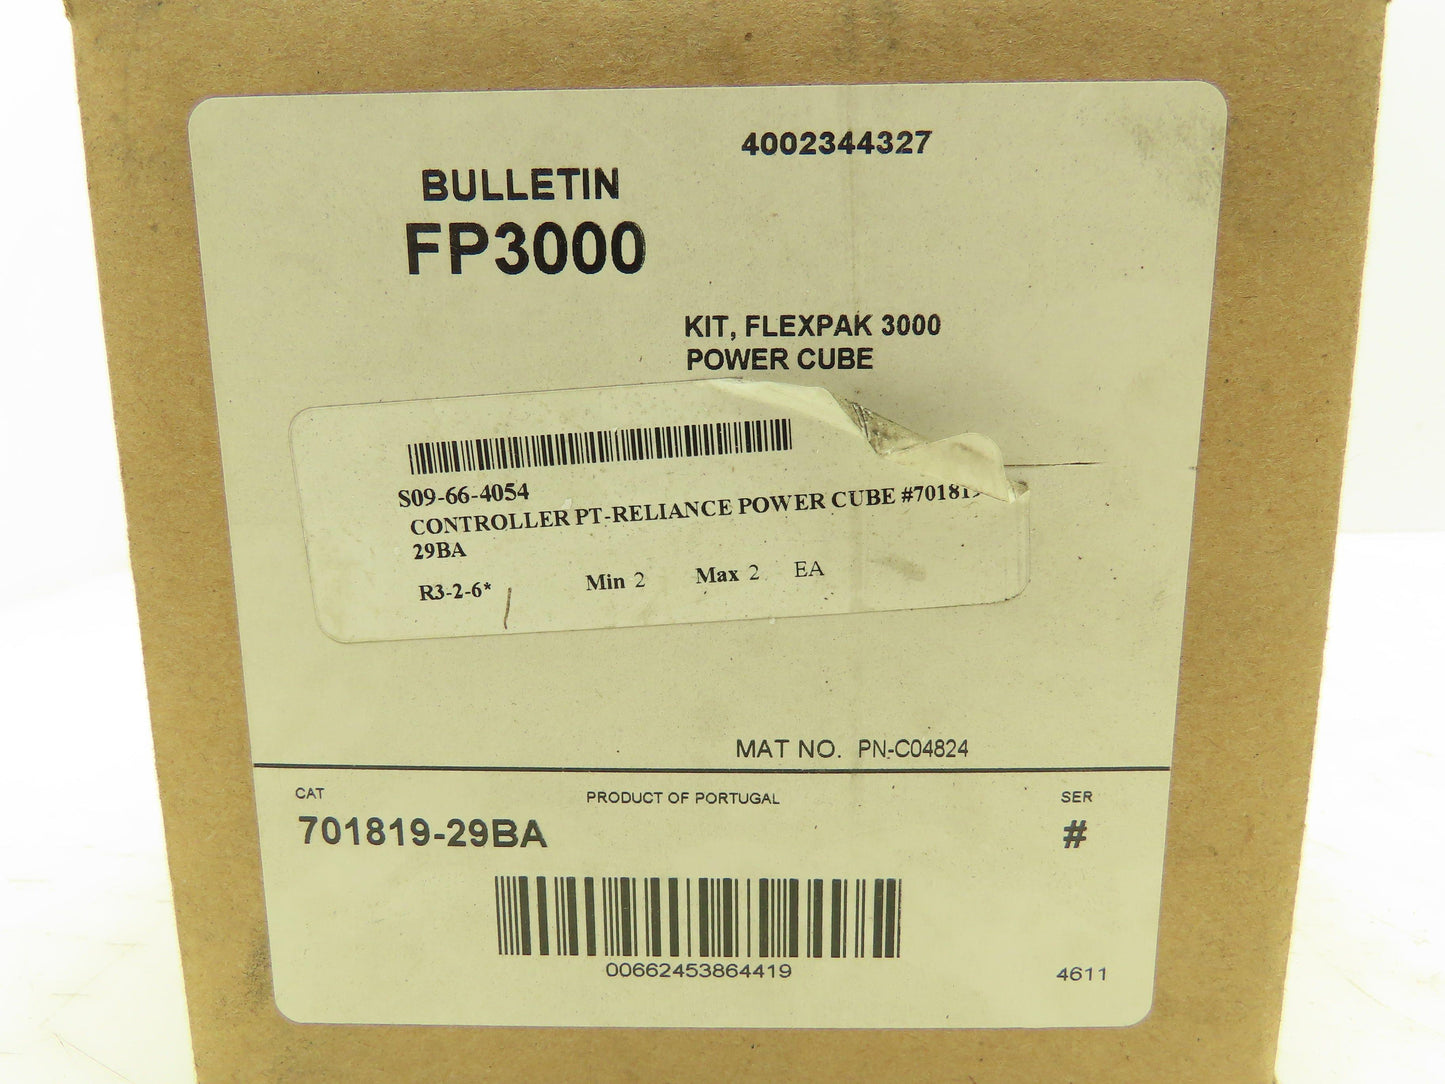 4002344327
BULLETIN
FP3000
KIT, FLEXPAK 3000
POWER CUBE
S09-66-4054
CONTROLLER PT-RELIANCE POWER CUBE #701819
29BA
R3-2-6* Min 2 Max 2 EA
MAT NO. PN-C04824
CAT PRODUCT OF PORTUGAL SER
701819-29BA #
00662453864419 4611